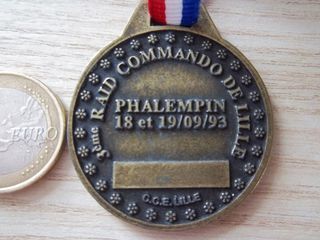 3ème RAID COMMANDO DE LILLE
PHALEMPIN
18 et 19/09/93
C.C.E. LILLE
EURO